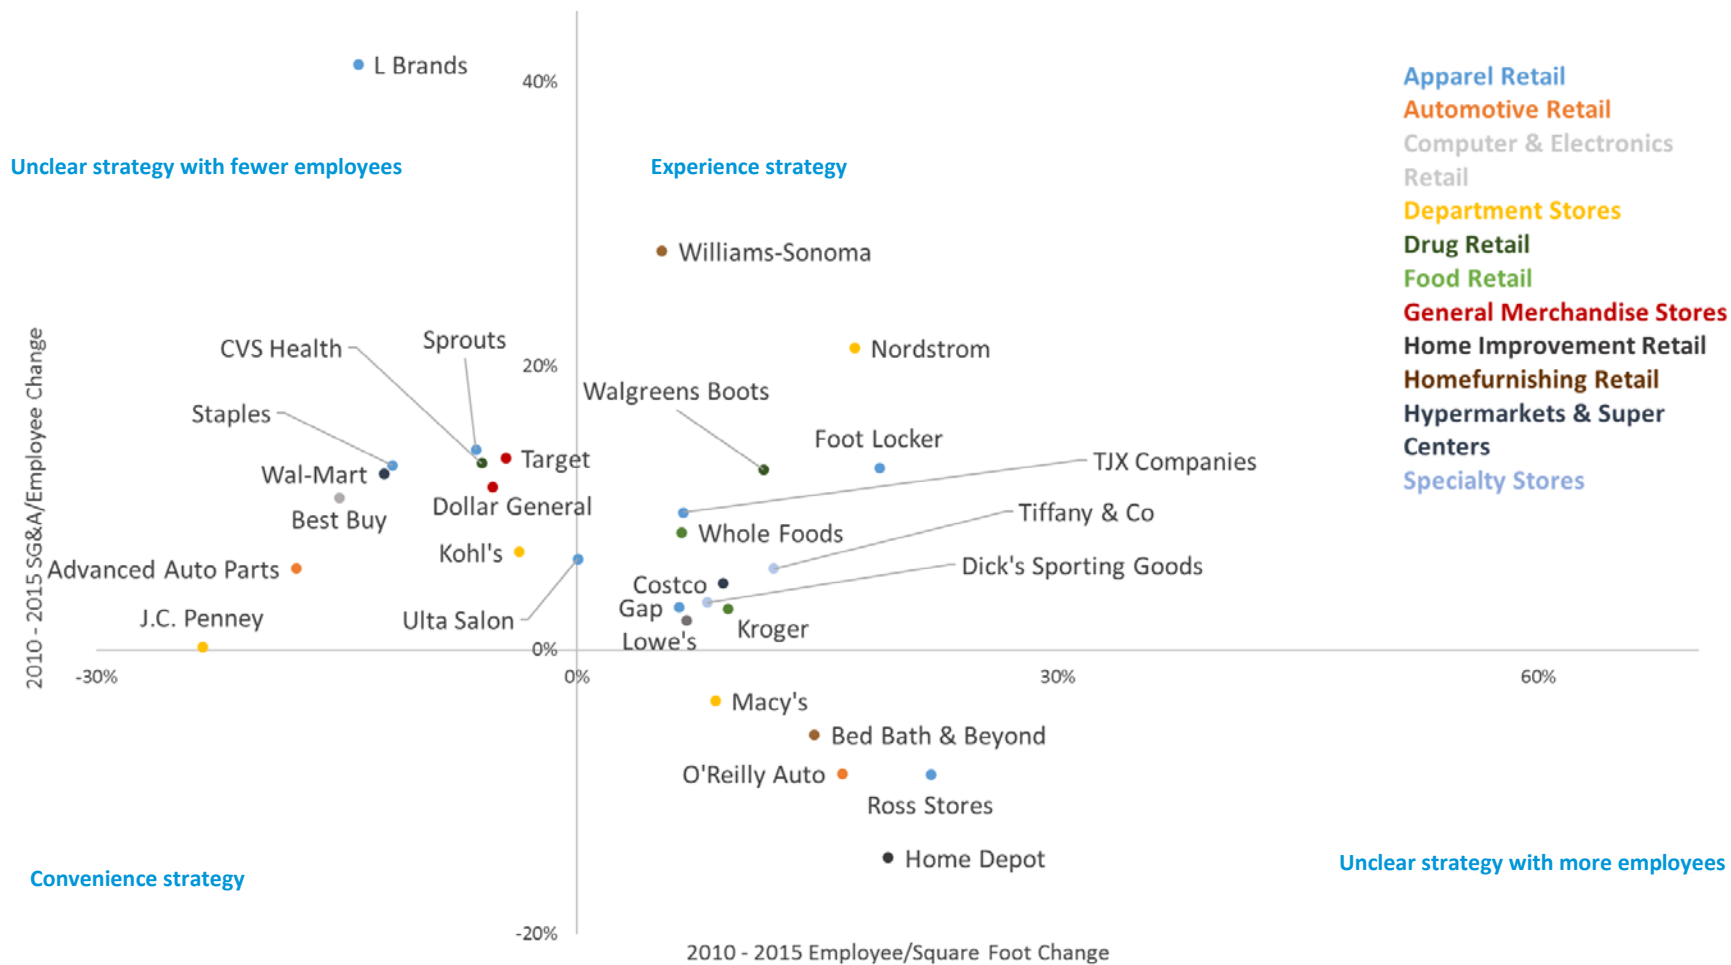 L Brands
40%
Apparel Retail
Automotive Retail
Computer & Electronics
Retail
Department Stores
Drug Retail
Food Retail
General Merchandise Stores
Home Improvement Retail
Homefurnishing Retail
Hypermarkets & Super
Centers
Specialty Stores
Unclear strategy with fewer employees
Experience strategy
Williams-Sonoma
CVS Health
Sprouts
Nordstrom
20%
Walgreens Boots
Staples
Foot Locker
Target
TJX Companies
Wal-Mart
Dollar General
Best Buy
Tiffany & Co
Whole Foods
Kohl's
Advanced Auto Parts
Dick's Sporting Goods
Costco
Gap
J.C. Penney
Ulta Salon
Kroger
Lowe's
0%
2010 - 2015 SG&A/Employee Change
-30%
0%
30%
60%
Macy's
Bed Bath & Beyond
O'Reilly Auto
Ross Stores
Home Depot
Unclear strategy with more employees
Convenience strategy
-20%
2010 - 2015 Employee/Square Foot Change